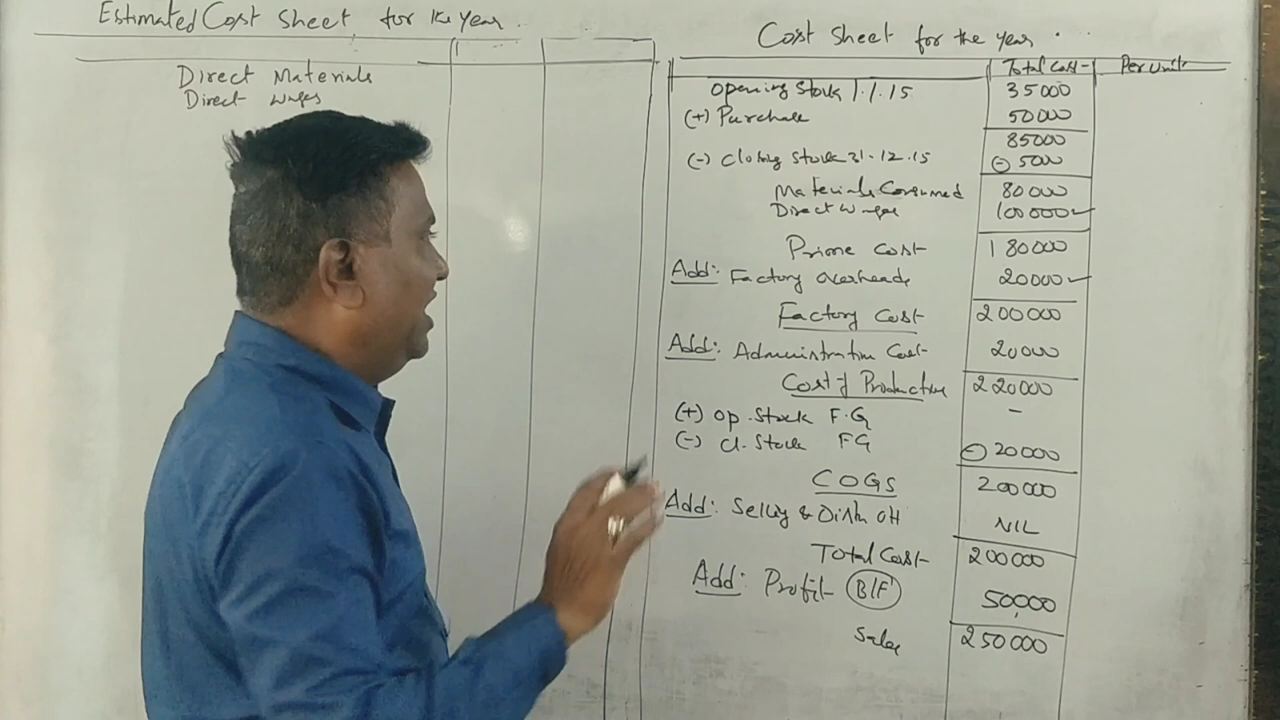 Estimated Cost Sheet for the Year.
Direct Materials
Direct wages
Cost Sheet for the year.
Total Cost Per Unit
Opening Stock 1.1.15 35000
(+) Purchase 50000
85000
(-) Closing Stock 31.12.15 (-) 5000
Materials Consumed 80000
Direct Wages 100000
Prime Cost 180000
Add: Factory overheads 20000
Factory Cost 200000
Add: Administration Cost 20000
Cost of Production 220000
(+) Op. Stock F.G -
(-) Cl. Stock FG (-) 20000
COGS 200000
Add: Selling & Distn OH NIL
Total Cost 200000
Add: Profit B/F 50,000
Sales 250000